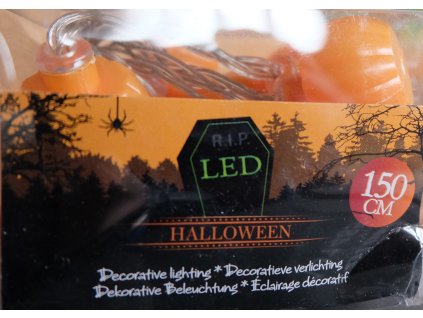 R.I.P.
LED
150
CM
HALLOWEEN
Decorative lighting * Decoratieve verlichting
Dekorative Beleuchtung * Éclairage décoratif